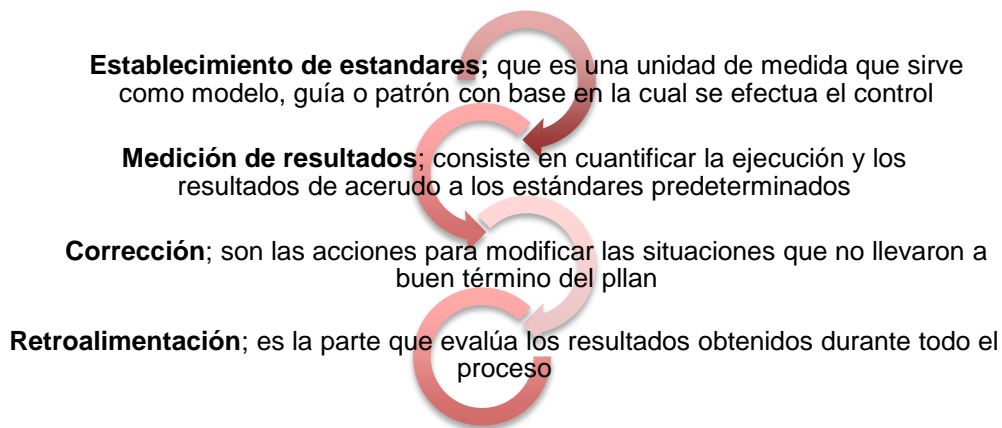 Establecimiento de estandares; que es una unidad de medida que sirve
como modelo, guía o patrón con base en la cual se efectua el control
Medición de resultados; consiste en cuantificar la ejecución y los
resultados de acerudo a los estándares predeterminados
Corrección; son las acciones para modificar las situaciones que no llevaron a
buen término del pllan
Retroalimentación; es la parte que evalúa los resultados obtenidos durante todo el
proceso